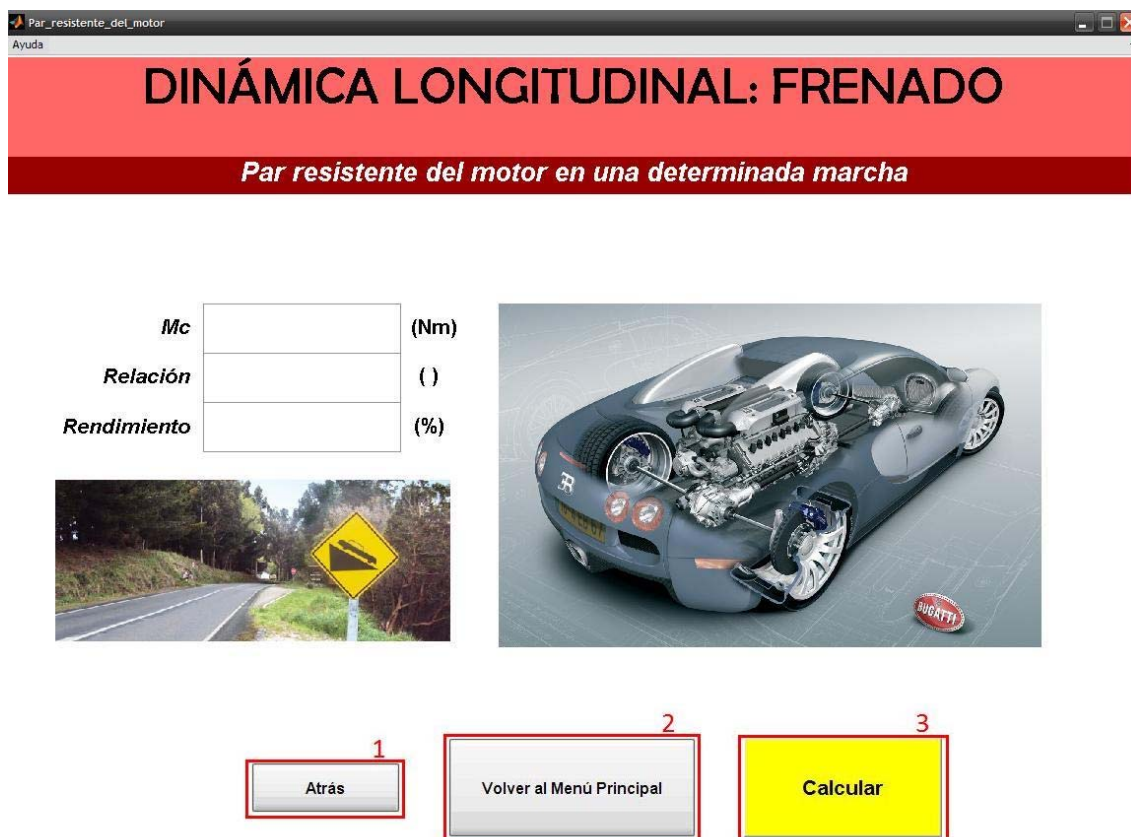 Par_resistente_del_motor
Ayuda
DINÁMICA LONGITUDINAL: FRENADO
Par resistente del motor en una determinada marcha
Mc (Nm)
Relación ( )
Rendimiento (%)
BUGATTI
1
2
3
Atrás
Volver al Menú Principal
Calcular